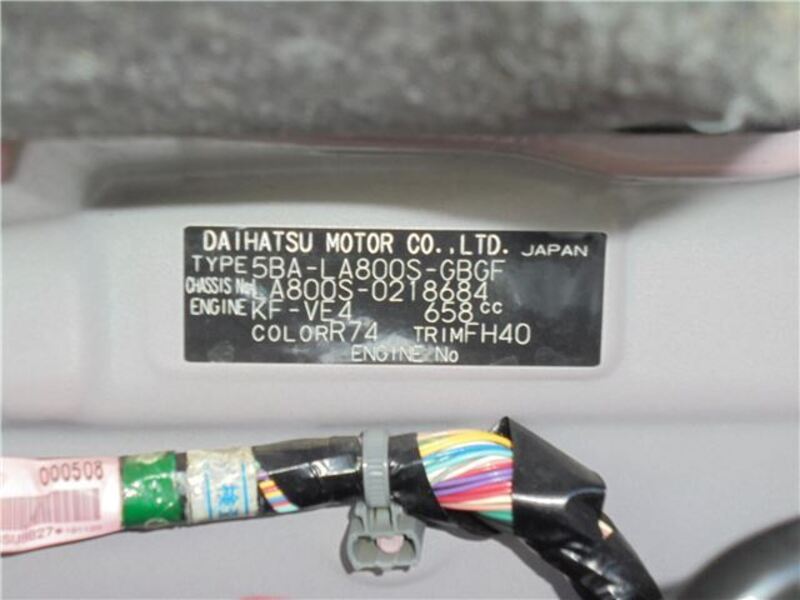 DAIHATSU MOTOR CO.,LTD. JAPAN
TYPE 5BA-LA800S-GBGF
CHASSIS No. LA800S-0218684
ENGINE KF-VE4 658cc
COLOR R74 TRIM FH40
ENGINE No
000508